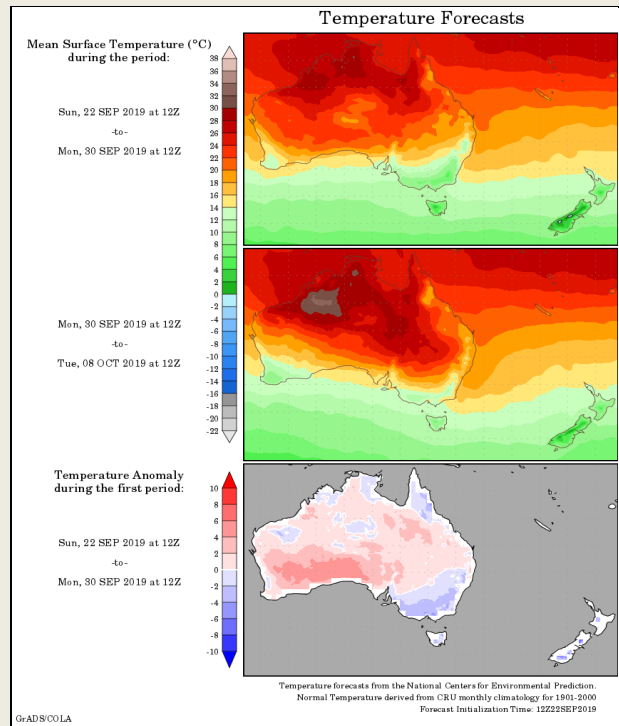 Temperature Forecasts
Mean Surface Temperature (°C)
during the period:
38
36
34
32
30
28
26
24
22
20
18
16
14
12
10
8
6
4
2
0
-2
-4
-6
-8
-10
-12
-14
-16
-17
-18
-20
-22
Sun, 22 SEP 2019 at 12Z
-to-
Mon, 30 SEP 2019 at 12Z
Mon, 30 SEP 2019 at 12Z
-to-
Tue, 08 OCT 2019 at 12Z
Temperature Anomaly
during the first period:
10
8
6
4
2
0
-2
-4
-6
-8
-10
Sun, 22 SEP 2019 at 12Z
-to-
Mon, 30 SEP 2019 at 12Z
Temperature forecasts from the National Centers for Environmental Prediction.
Normal Temperature derived from CRU monthly climatology for 1901-2000
Forecast Initialization Time: 12Z22SEP2019
GrADS/COLA